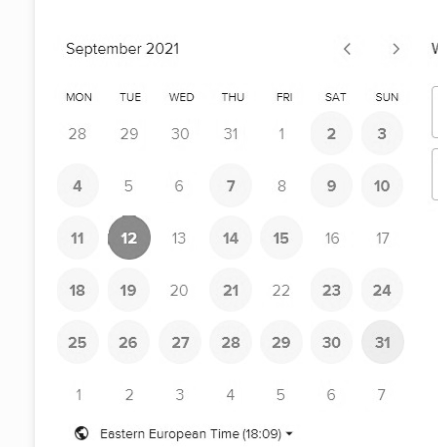 September 2021
MON TUE WED THU FRI SAT SUN
28 29 30 31 1 2 3
4 5 6 7 8 9 10
11 12 13 14 15 16 17
18 19 20 21 22 23 24
25 26 27 28 29 30 31
1 2 3 4 5 6 7
Eastern European Time (18:09)